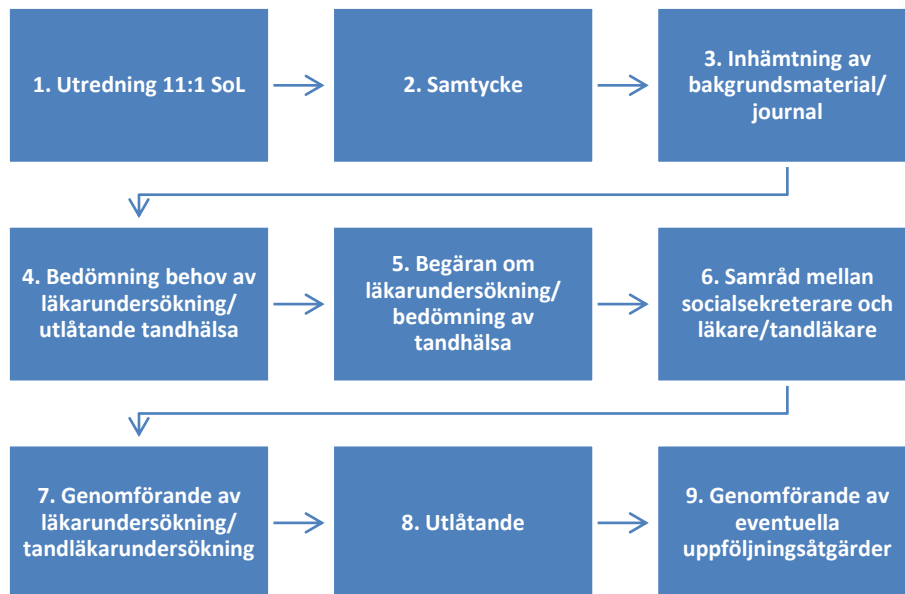 1. Utredning 11:1 SoL
2. Samtycke
3. Inhämtning av
bakgrundsmaterial/
journal
4. Bedömning behov av
läkarundersökning/
utlåtande tandhälsa
5. Begäran om
läkarundersökning/
bedömning av
tandhälsa
6. Samråd mellan
socialsekreterare och
läkare/tandläkare
7. Genomförande av
läkarundersökning/
tandläkarundersökning
8. Utlåtande
9. Genomförande av
eventuella
uppföljningsåtgärder